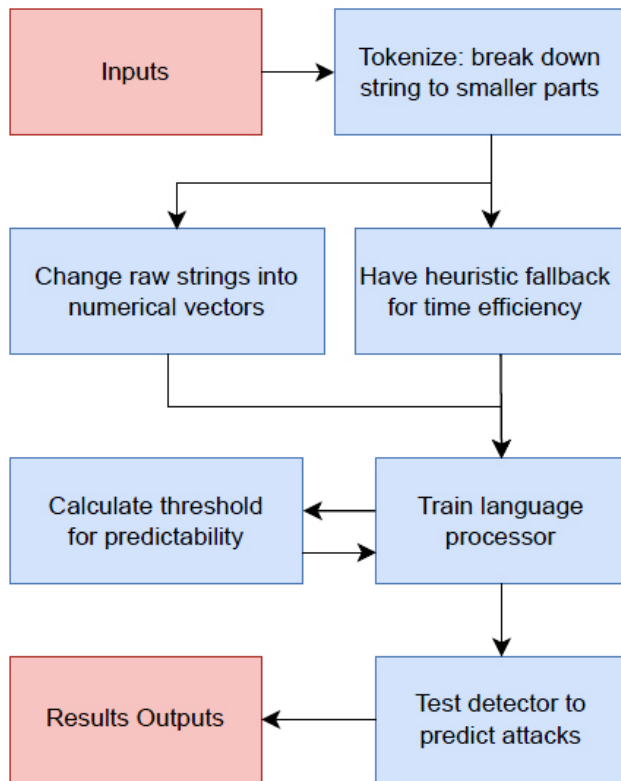 Inputs
Tokenize: break down
string to smaller parts
Change raw strings into
numerical vectors
Have heuristic fallback
for time efficiency
Calculate threshold
for predictability
Train language
processor
Results Outputs
Test detector to
predict attacks